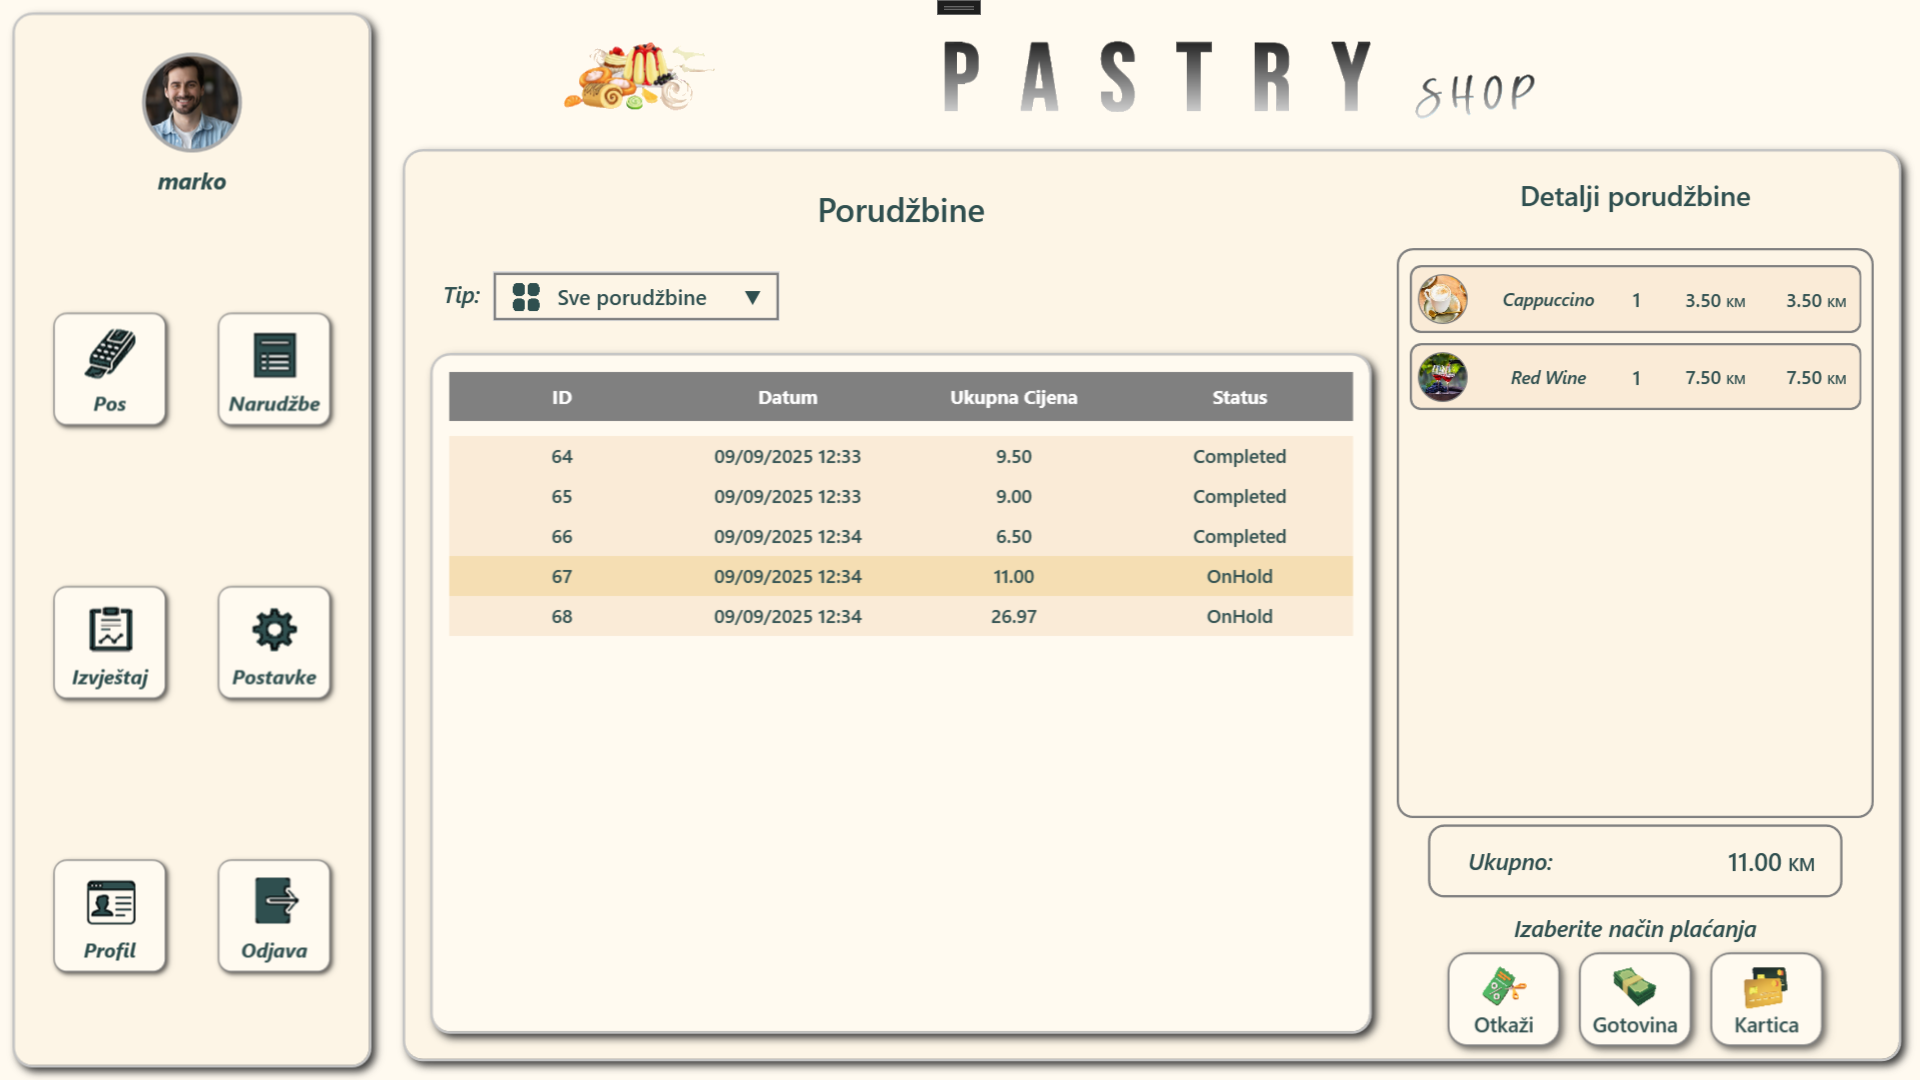 marko
Pos
Narudžbe
Izvještaj
Postavke
Profil
Odjava
PASTRY SHOP
Porudžbine
Tip: Sve porudžbine ▼
ID Datum Ukupna Cijena Status
64 09/09/2025 12:33 9.50 Completed
65 09/09/2025 12:33 9.00 Completed
66 09/09/2025 12:34 6.50 Completed
67 09/09/2025 12:34 11.00 OnHold
68 09/09/2025 12:34 26.97 OnHold
Detalji porudžbine
Cappuccino 1 3.50 KM 3.50 KM
Red Wine 1 7.50 KM 7.50 KM
Ukupno: 11.00 KM
Izaberite način plaćanja
Otkaži
Gotovina
Kartica